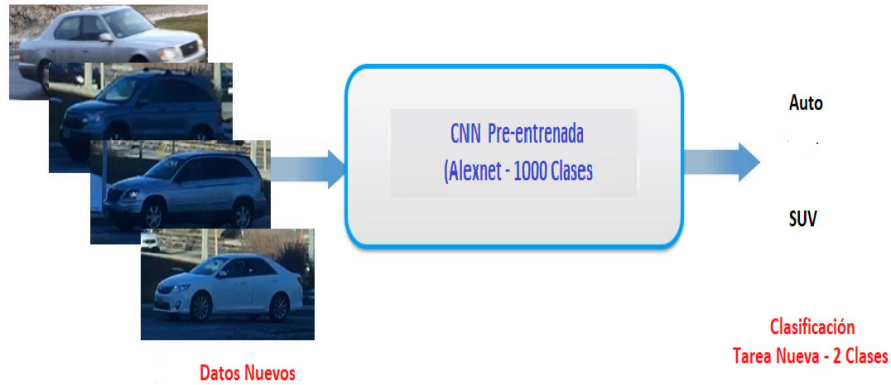 CNN Pre-entrenada
(Alexnet - 1000 Clases
Auto
SUV
Clasificación
Tarea Nueva - 2 Clases
Datos Nuevos